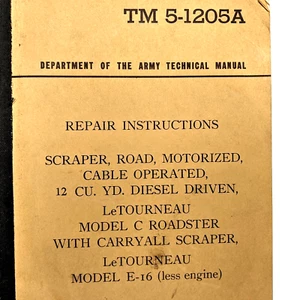 TM 5-1205A
DEPARTMENT OF THE ARMY TECHNICAL MANUAL
REPAIR INSTRUCTIONS
SCRAPER, ROAD, MOTORIZED,
CABLE OPERATED,
12 CU. YD. DIESEL DRIVEN,
LeTOURNEAU
MODEL C ROADSTER
WITH CARRYALL SCRAPER,
LeTOURNEAU
MODEL E-16 (less engine)